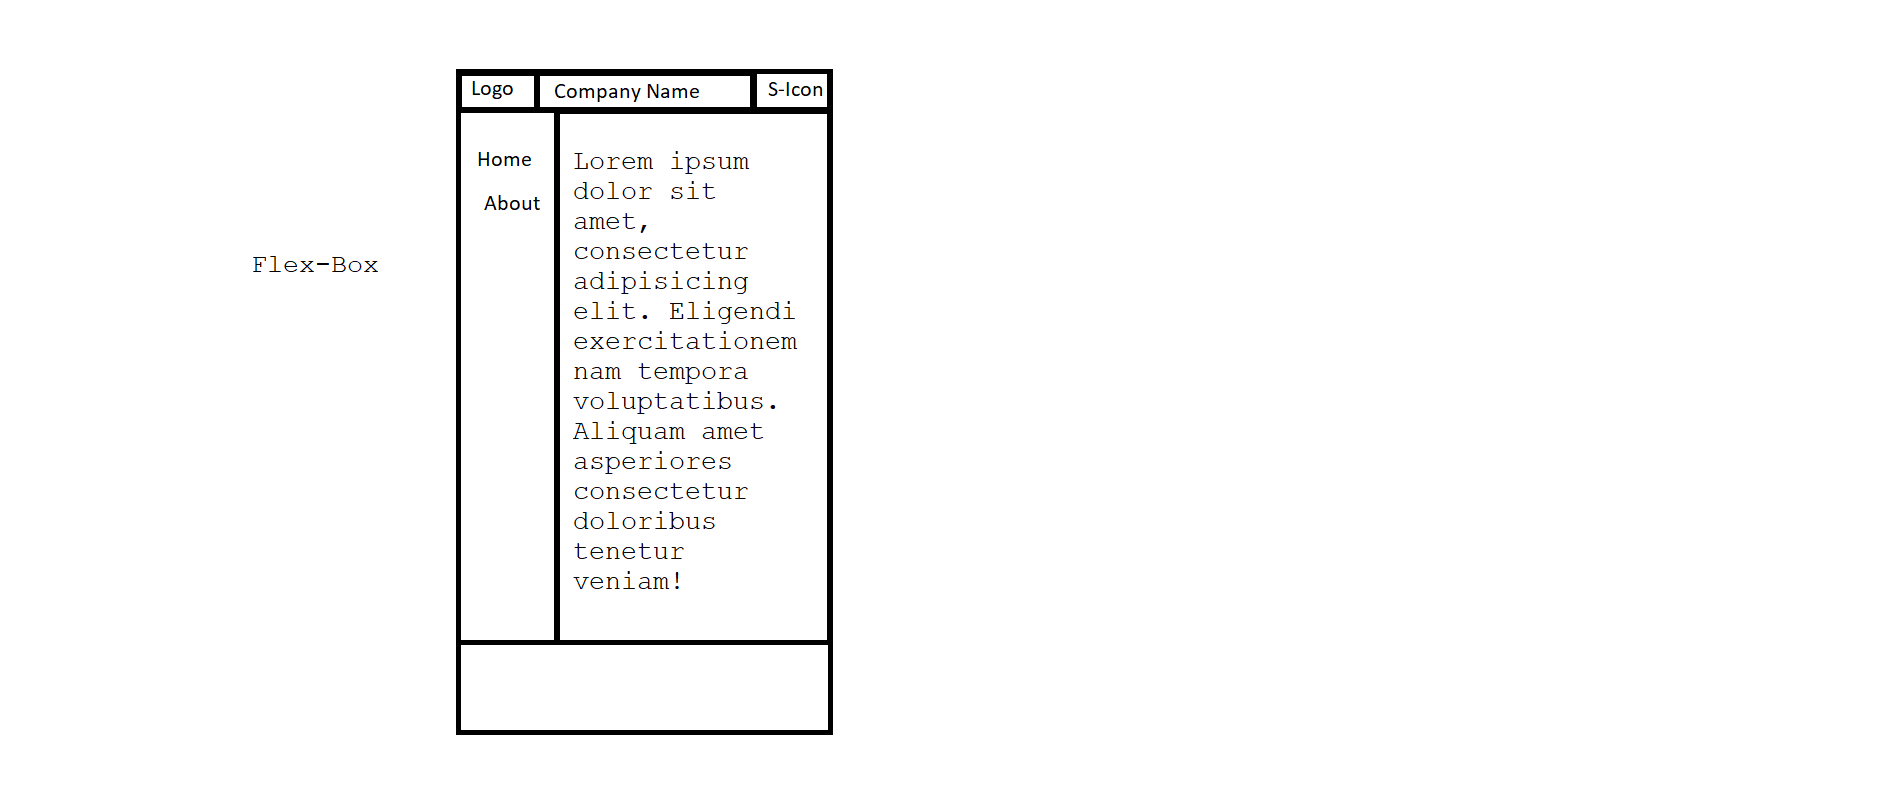 Logo
Company Name
S-Icon
Home
About
Flex-Box
Lorem ipsum
dolor sit
amet,
consectetur
adipisicing
elit. Eligendi
exercitationem
nam tempora
voluptatibus.
Aliquam amet
asperiores
consectetur
doloribus
tenetur
veniam!